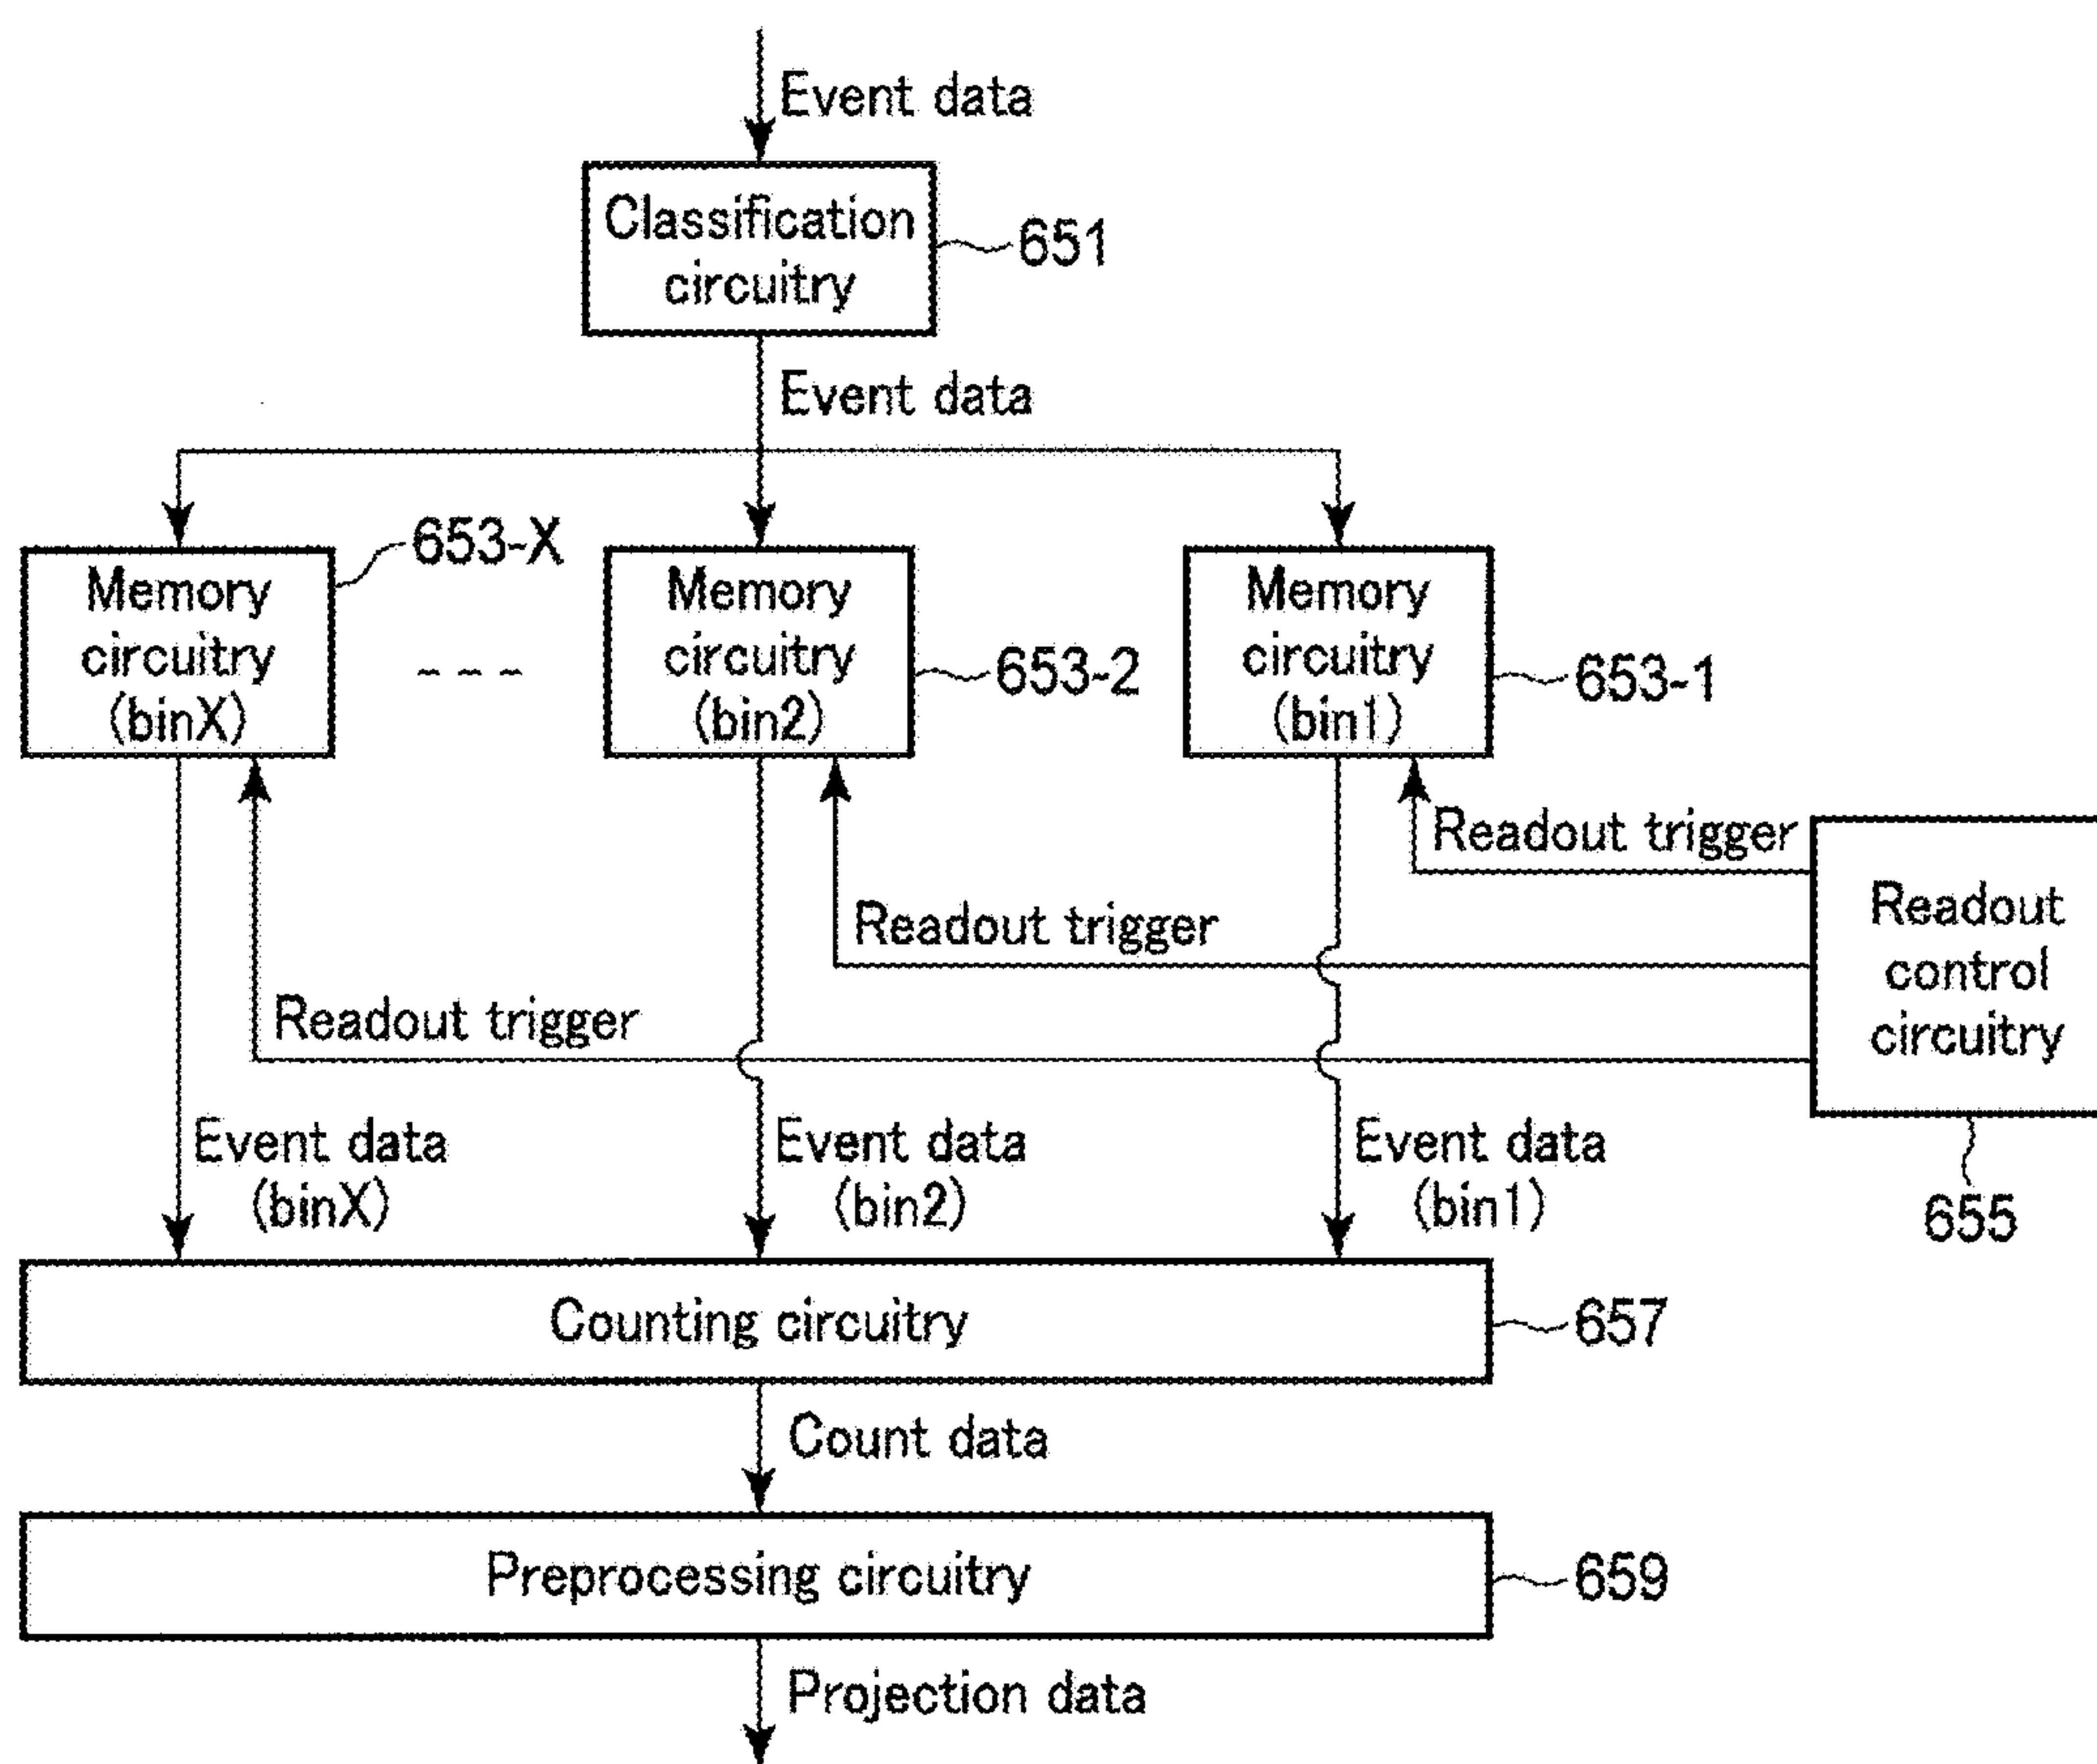 Event data
Classification
circuitry
651
Event data
653-X
Memory
circuitry
(binX)
Memory
circuitry
(bin2)
653-2
Memory
circuitry
(bin1)
653-1
Readout trigger
Readout trigger
Readout trigger
Readout
control
circuitry
655
Event data
(binX)
Event data
(bin2)
Event data
(bin1)
Counting circuitry
657
Count data
Preprocessing circuitry
659
Projection data